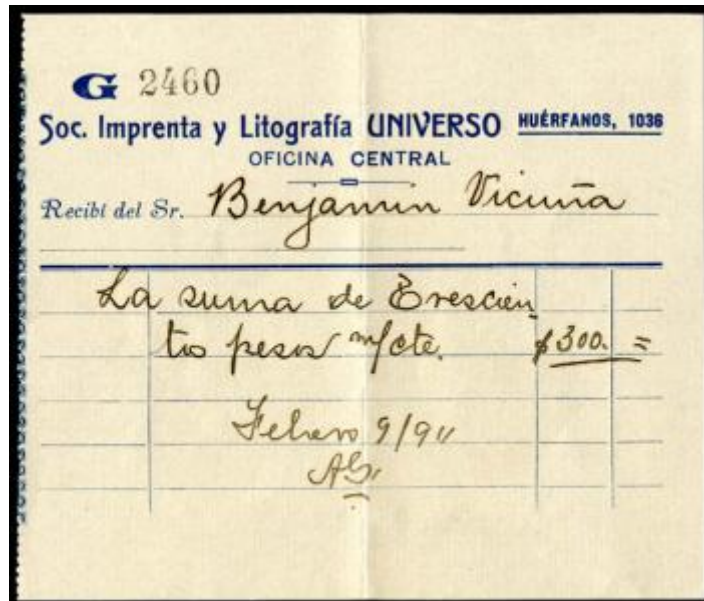 G 2460
Soc. Imprenta y Litografía UNIVERSO HUÉRFANOS, 1036
OFICINA CENTRAL
Recibí del Sr. Benjamin Vicuña
La suma de Trescien
tos pesos m/cte. $300. =
Febrero 9/911